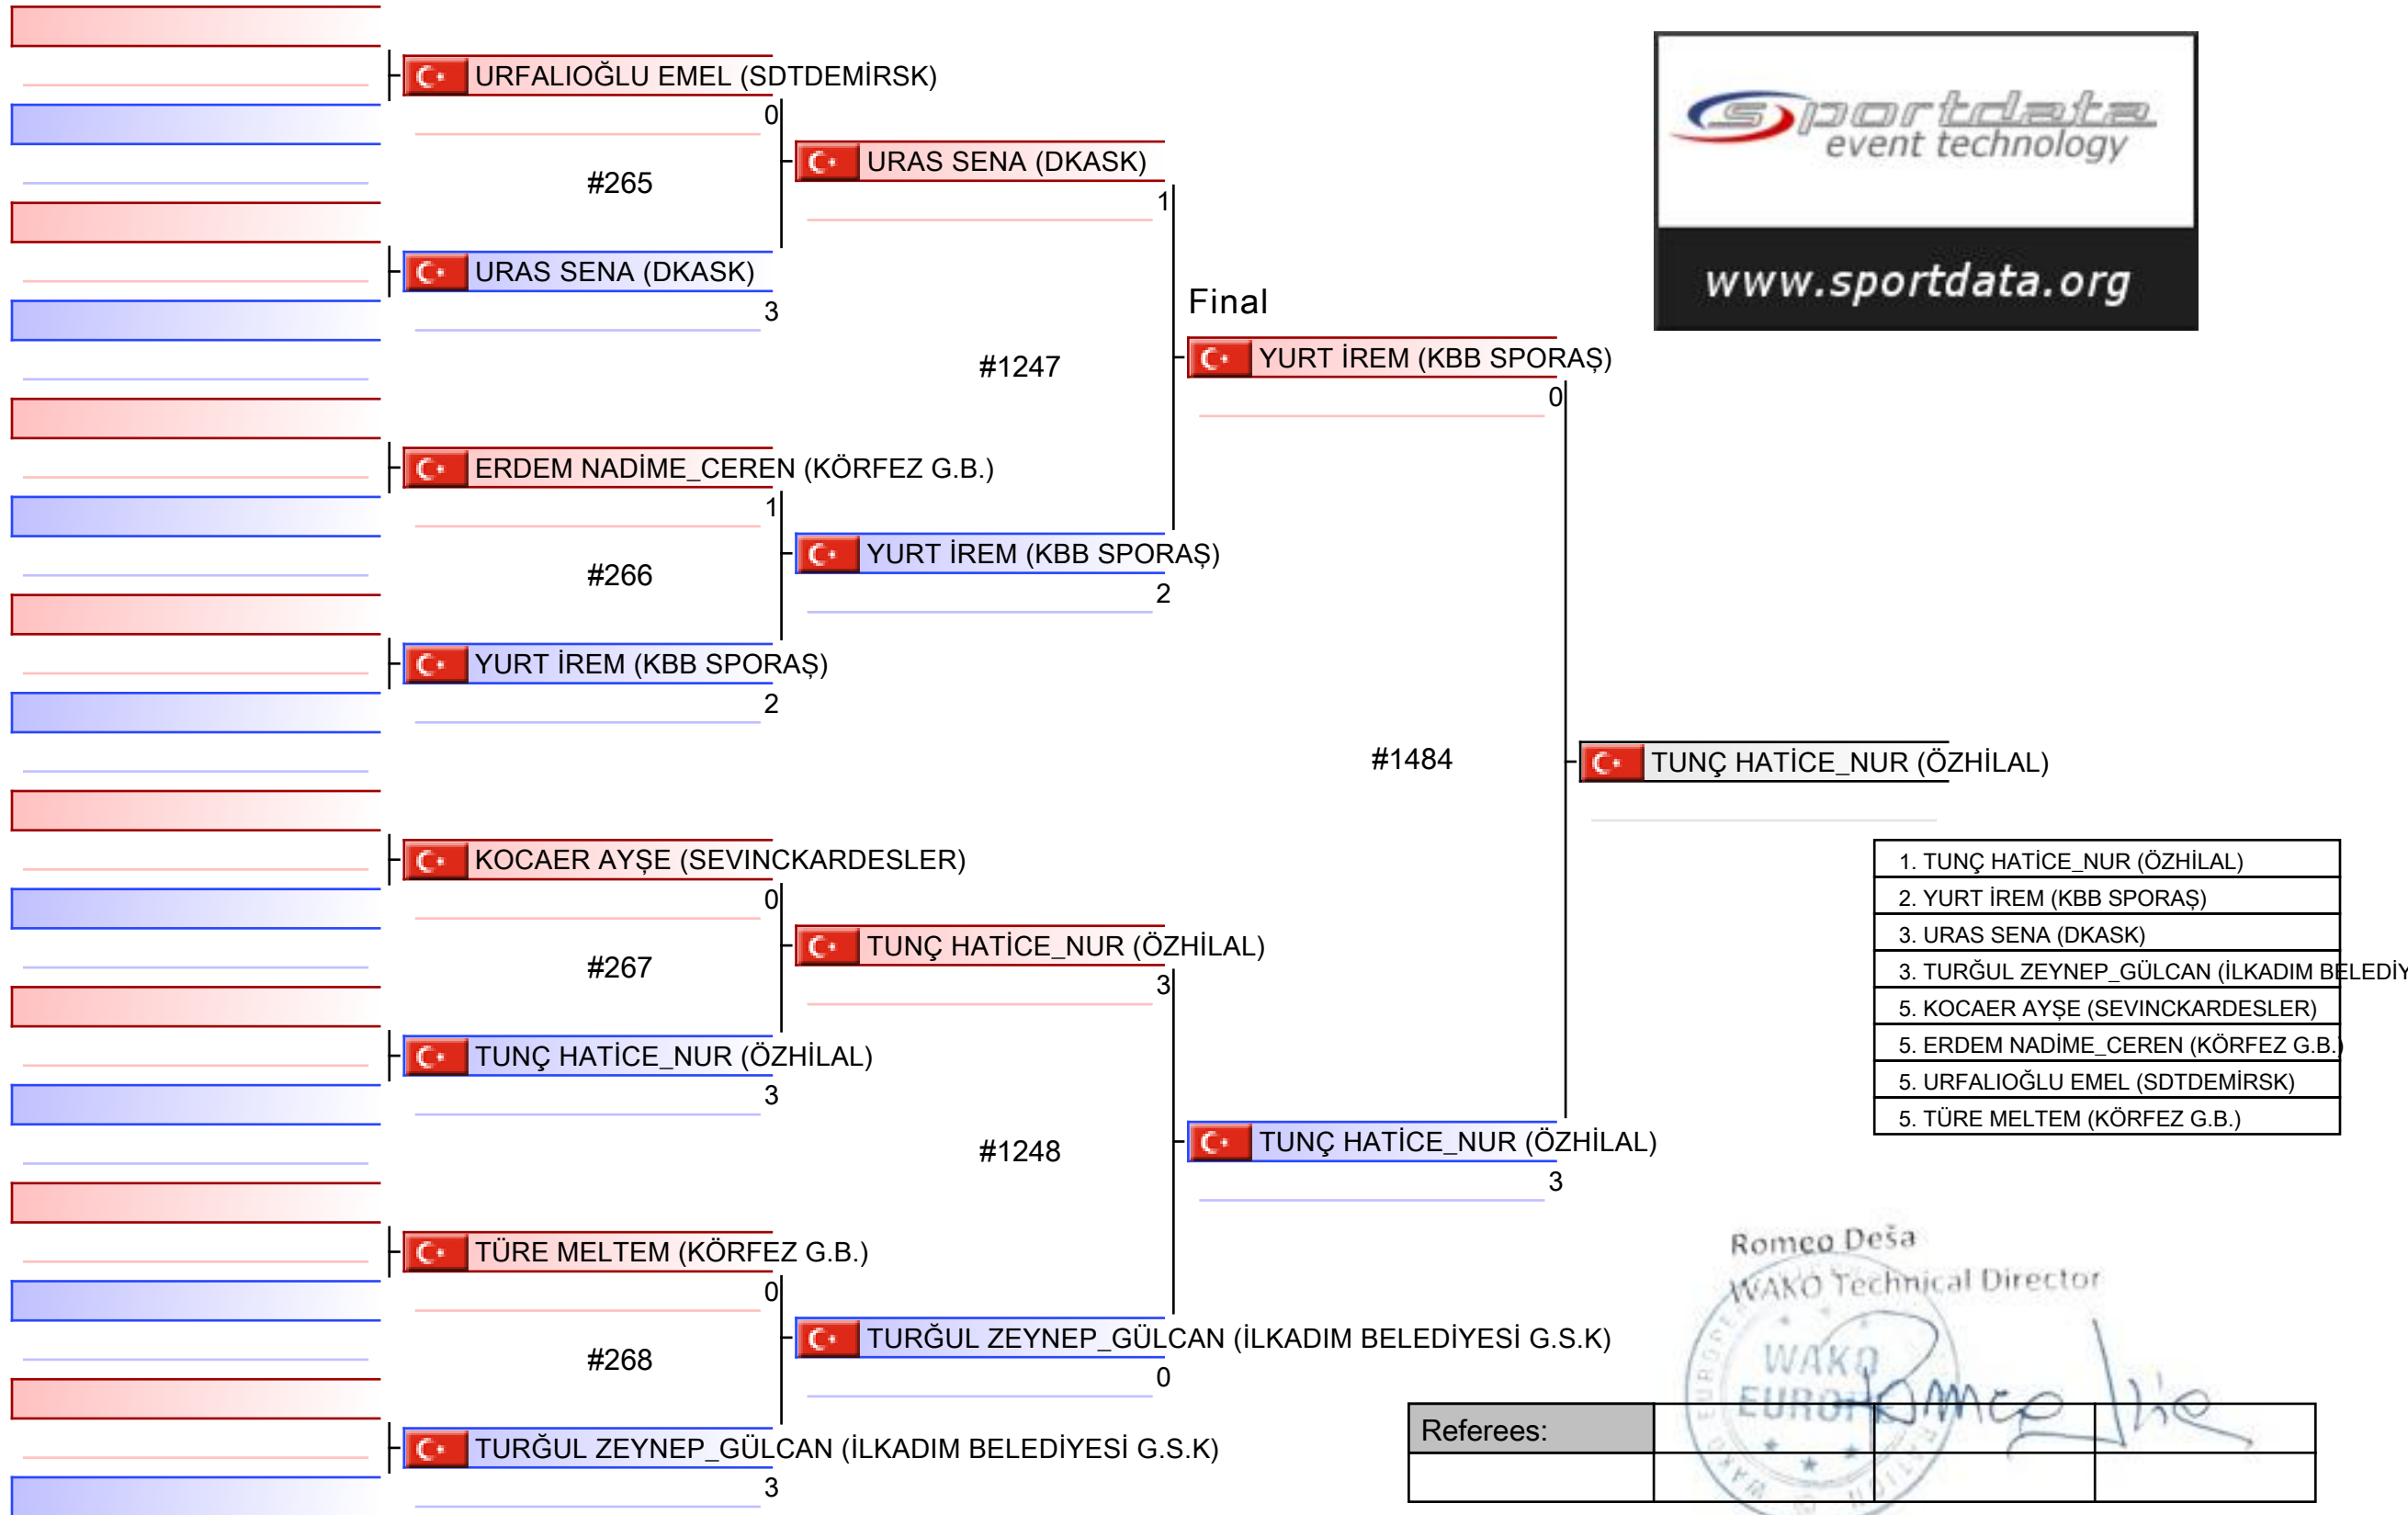 URFALIOĞLU EMEL (SDTDEMİRSK)
0
#265
URAS SENA (DKASK)
3
ERDEM NADİME_CEREN (KÖRFEZ G.B.)
1
#266
YURT İREM (KBB SPORAŞ)
2
KOCAER AYŞE (SEVINCKARDESLER)
0
#267
TUNÇ HATİCE_NUR (ÖZHİLAL)
3
TÜRE MELTEM (KÖRFEZ G.B.)
0
#268
TURĞUL ZEYNEP_GÜLCAN (İLKADIM BELEDİYESİ G.S.K)
3
URAS SENA (DKASK)
1
#1247
YURT İREM (KBB SPORAŞ)
2
TUNÇ HATİCE_NUR (ÖZHİLAL)
3
#1248
TURĞUL ZEYNEP_GÜLCAN (İLKADIM BELEDİYESİ G.S.K)
0
Final
YURT İREM (KBB SPORAŞ)
0
#1484
TUNÇ HATİCE_NUR (ÖZHİLAL)
3
TUNÇ HATİCE_NUR (ÖZHİLAL)
sportdata
event technology
www.sportdata.org
1. TUNÇ HATİCE_NUR (ÖZHİLAL)
2. YURT İREM (KBB SPORAŞ)
3. URAS SENA (DKASK)
3. TURĞUL ZEYNEP_GÜLCAN (İLKADIM BELEDİY
5. KOCAER AYŞE (SEVINCKARDESLER)
5. ERDEM NADİME_CEREN (KÖRFEZ G.B.)
5. URFALIOĞLU EMEL (SDTDEMİRSK)
5. TÜRE MELTEM (KÖRFEZ G.B.)
Romeo Deša
WAKO Technical Director
WAKO
Referees: